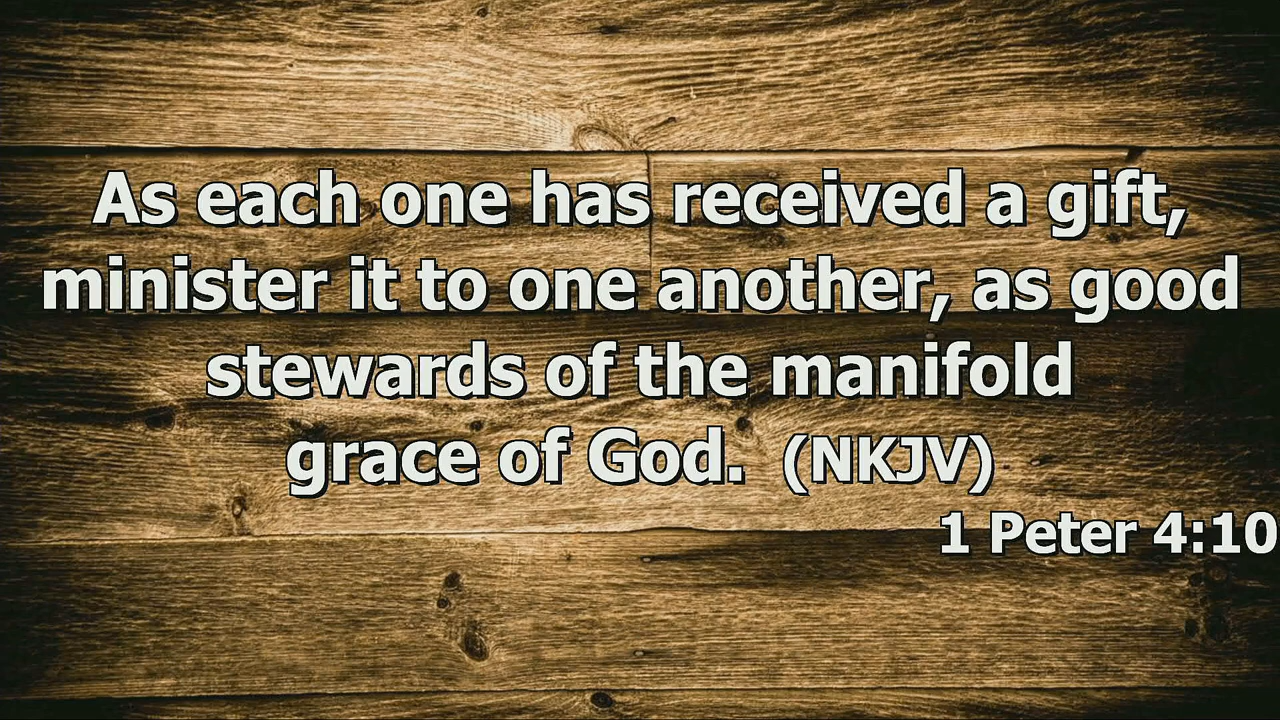 As each one has received a gift,
minister it to one another, as good
stewards of the manifold
grace of God. (NKJV)
1 Peter 4:10